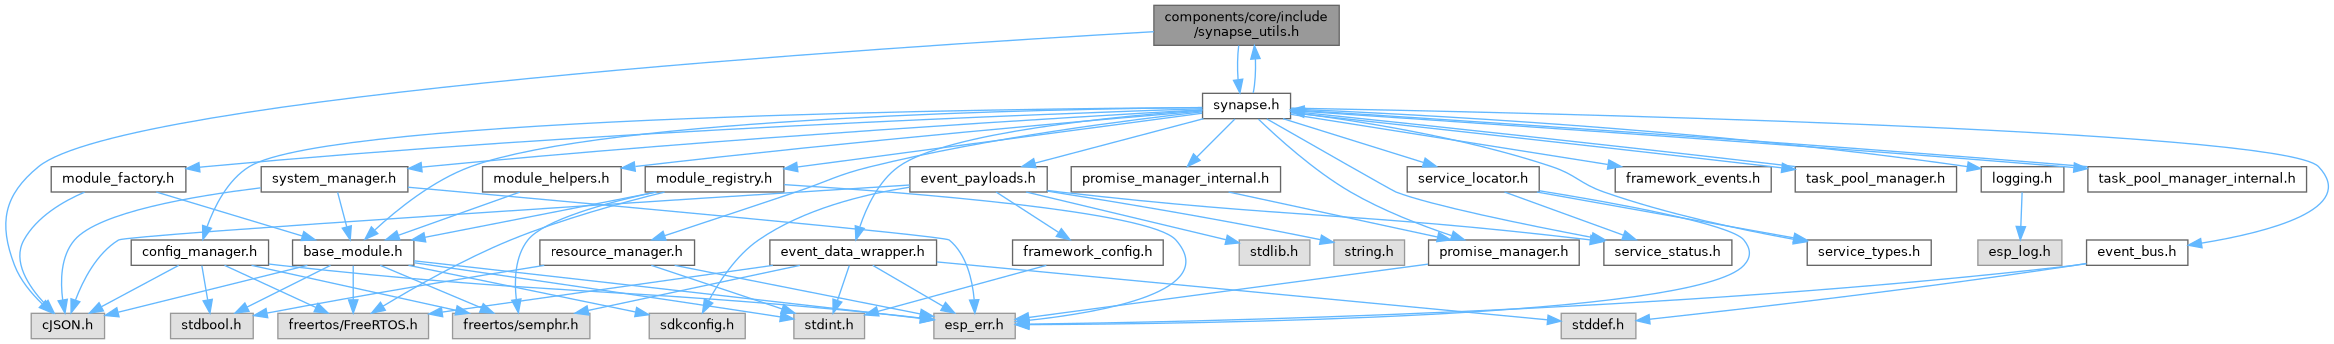 components/core/include
/synapse_utils.h
synapse.h
module_factory.h
system_manager.h
module_helpers.h
module_registry.h
event_payloads.h
promise_manager_internal.h
service_locator.h
framework_events.h
task_pool_manager.h
logging.h
task_pool_manager_internal.h
config_manager.h
base_module.h
resource_manager.h
event_data_wrapper.h
framework_config.h
stdlib.h
string.h
promise_manager.h
service_status.h
service_types.h
esp_log.h
event_bus.h
cJSON.h
stdbool.h
freertos/FreeRTOS.h
freertos/semphr.h
sdkconfig.h
stdint.h
esp_err.h
stddef.h